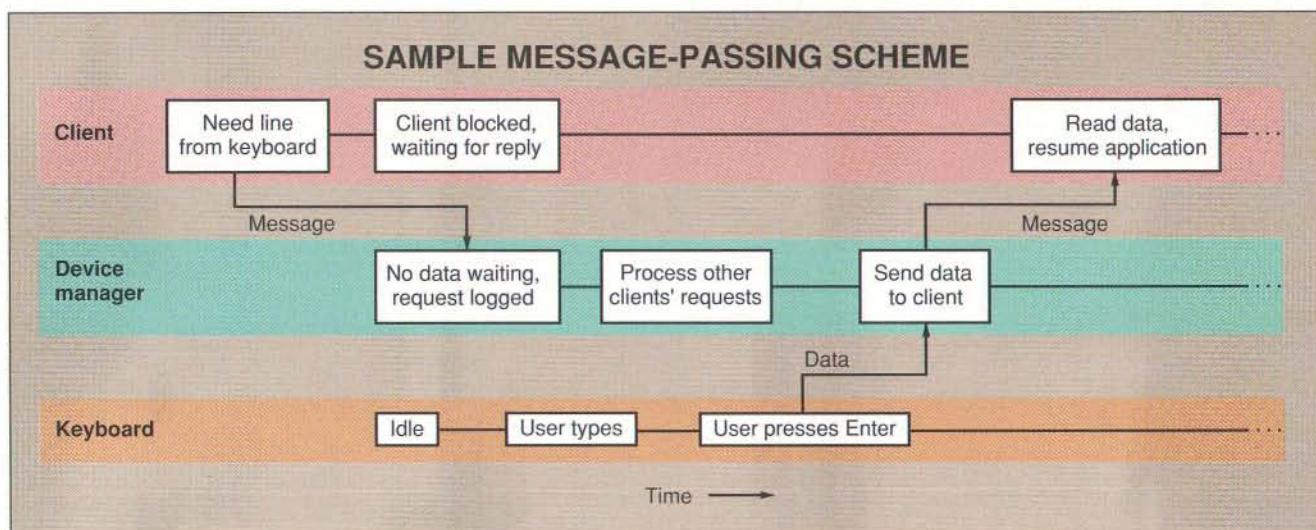 SAMPLE MESSAGE-PASSING SCHEME
Client
Need line
from keyboard
Client blocked,
waiting for reply
Read data,
resume application
...
Message
Message
Device
manager
No data waiting,
request logged
Process other
clients' requests
Send data
to client
...
Data
Keyboard
Idle
User types
User presses Enter
...
Time